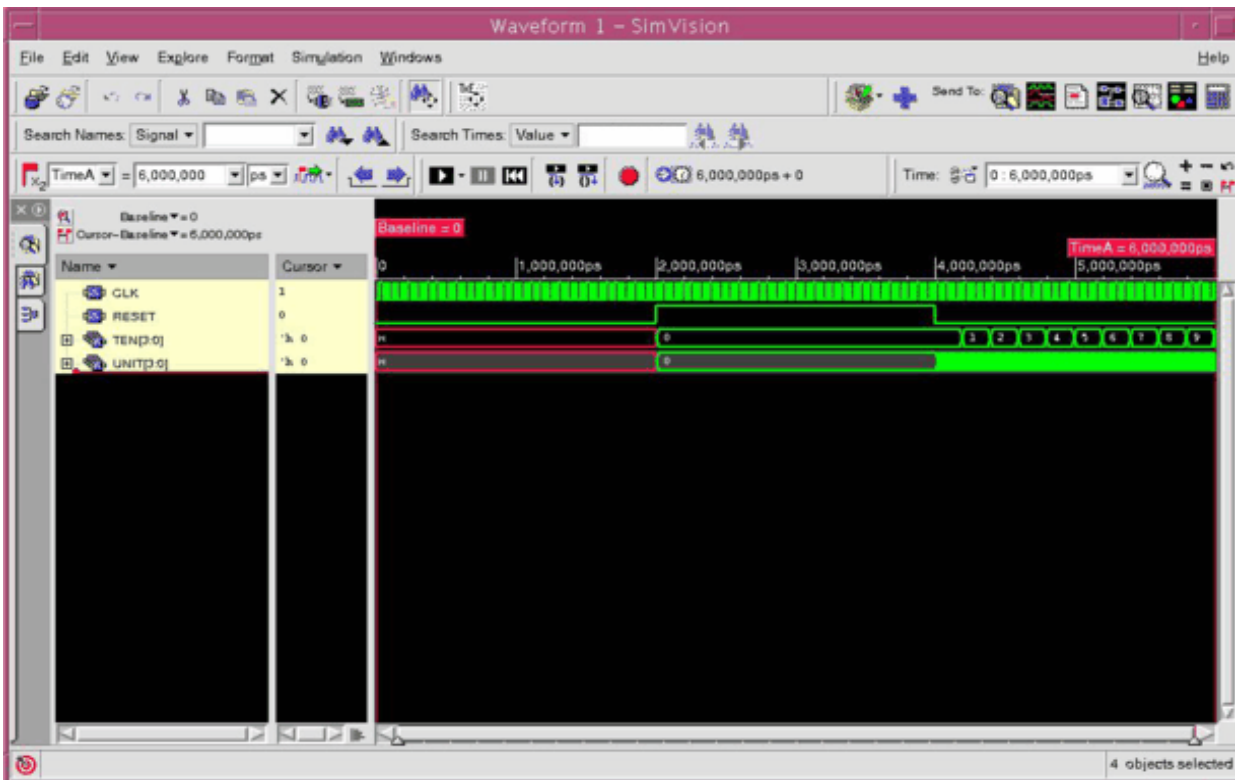 Waveform 1 – SimVision
File Edit View Explore Format Simulation Windows Help
Send To:
Search Names: Signal Search Times: Value
TimeA = 6,000,000 ps 6,000,000ps + 0 Time: 0 : 6,000,000ps
Baseline = 0
Cursor-Baseline = 6,000,000ps
Baseline = 0
TimeA = 6,000,000ps
Name Cursor 0 1,000,000ps 2,000,000ps 3,000,000ps 4,000,000ps 5,000,000ps
CLK 1
RESET 0
TEN[3:0] 'h 0 0 1 2 3 4 5 6 7 8 9
UNIT[3:0] 'h 0 0
4 objects selected